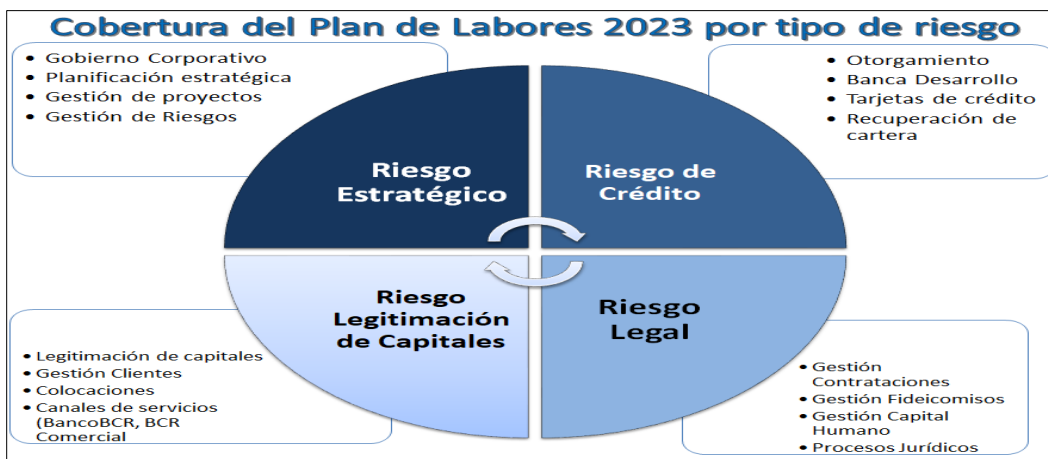 Cobertura del Plan de Labores 2023 por tipo de riesgo
• Gobierno Corporativo
• Planificación estratégica
• Gestión de proyectos
• Gestión de Riesgos
• Otorgamiento
• Banca Desarrollo
• Tarjetas de crédito
• Recuperación de
cartera
Riesgo
Estratégico
Riesgo de
Crédito
Riesgo
Legitimación
de Capitales
Riesgo
Legal
• Legitimación de capitales
• Gestión Clientes
• Colocaciones
• Canales de servicios
(BancoBCR, BCR
Comercial
• Gestión
Contrataciones
• Gestión Fideicomisos
• Gestión Capital
Humano
• Procesos Jurídicos